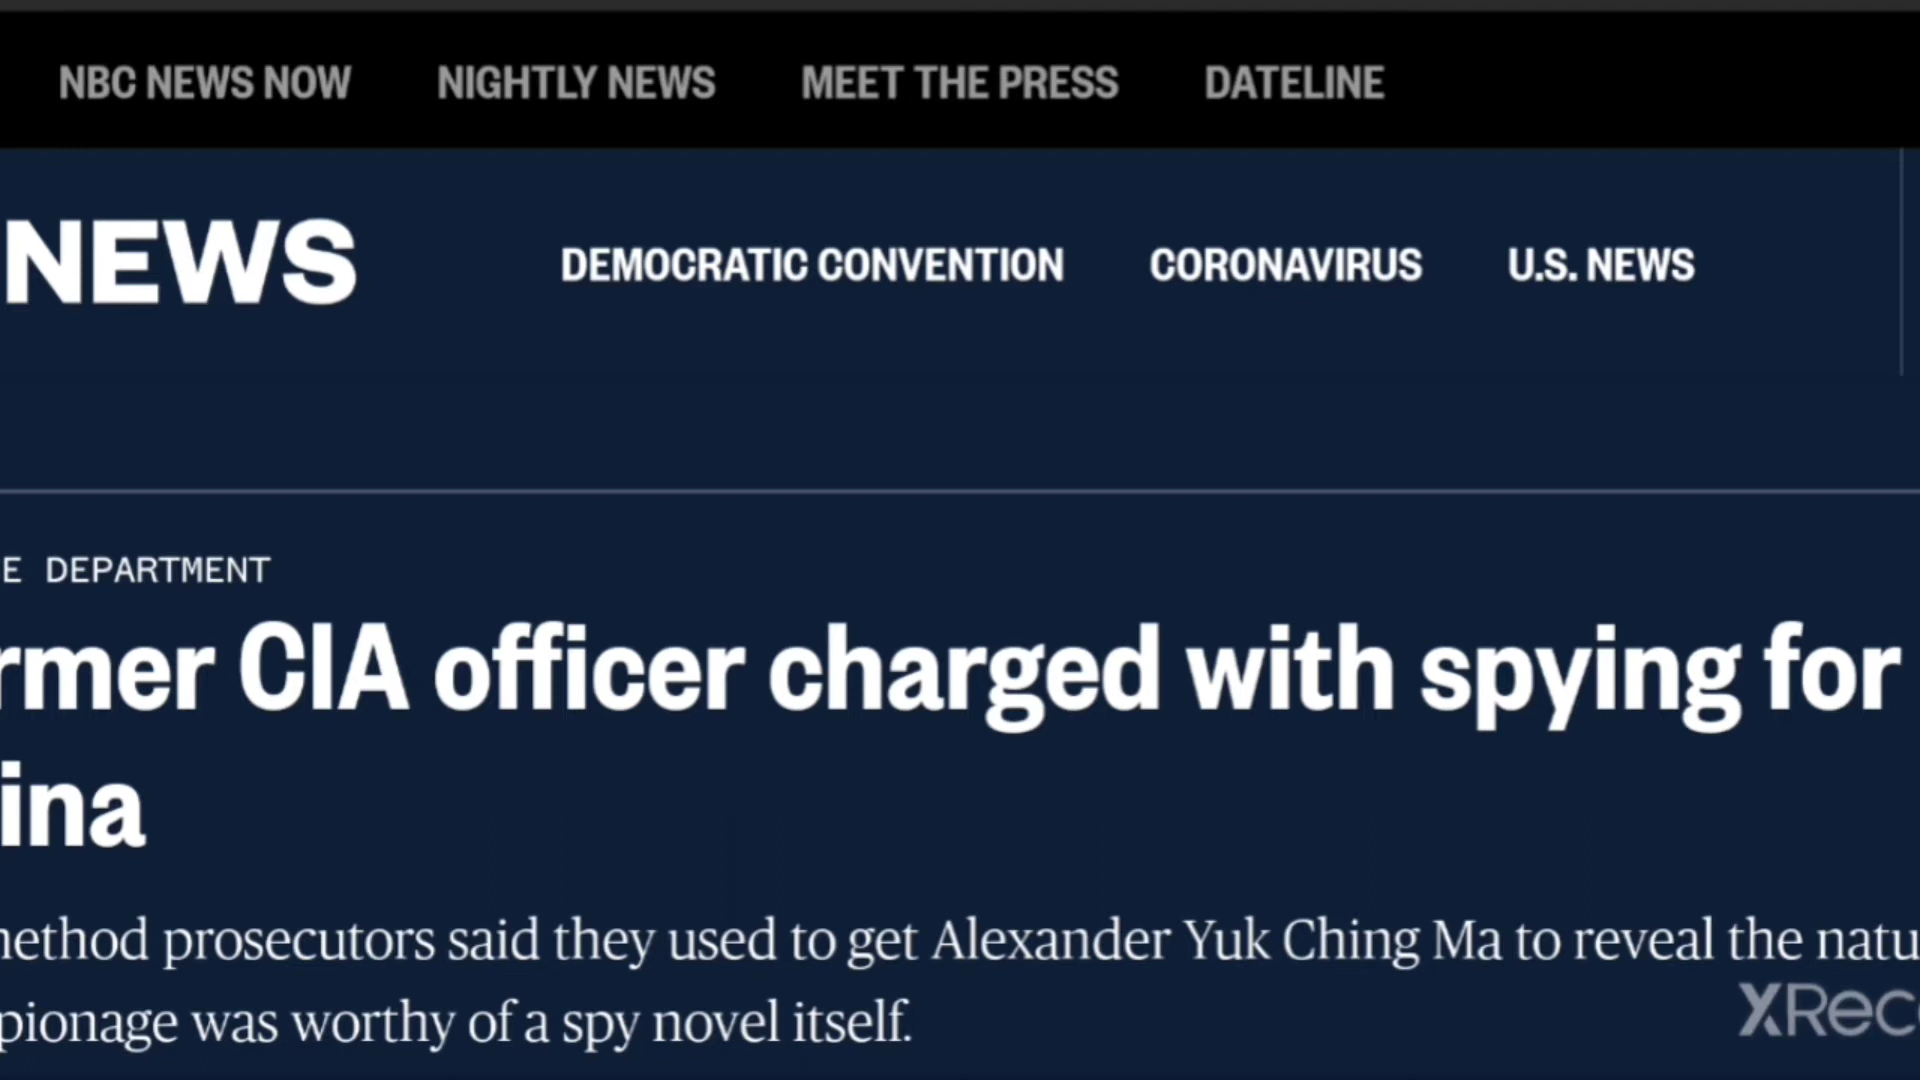 NBC NEWS NOW NIGHTLY NEWS MEET THE PRESS DATELINE
NEWS DEMOCRATIC CONVENTION CORONAVIRUS U.S. NEWS
E DEPARTMENT
rmer CIA officer charged with spying for
ina
ethod prosecutors said they used to get Alexander Yuk Ching Ma to reveal the natu
pionage was worthy of a spy novel itself.
XRec